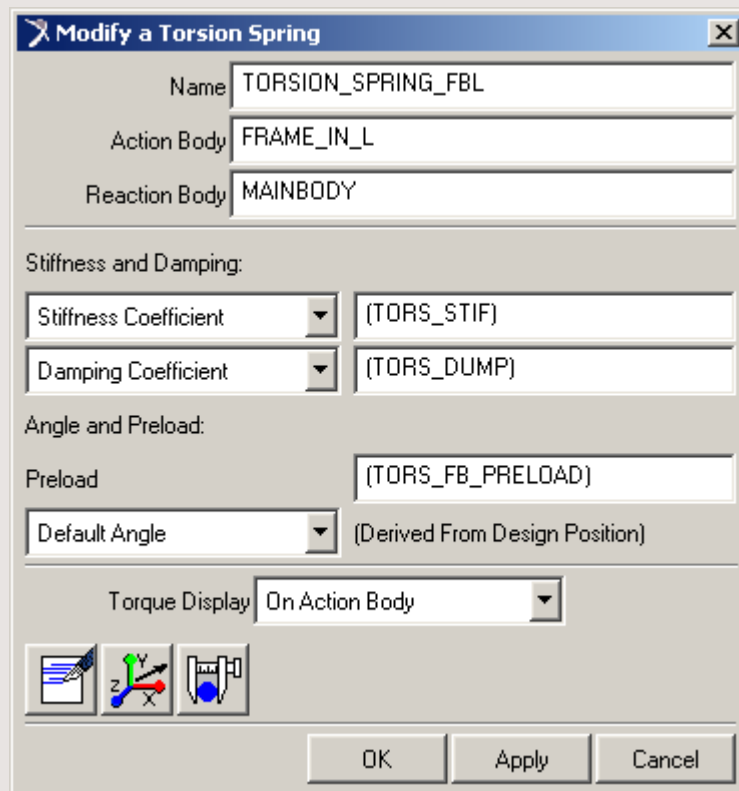 Modify a Torsion Spring
Name TORSION_SPRING_FBL
Action Body FRAME_IN_L
Reaction Body MAINBODY
Stiffness and Damping:
Stiffness Coefficient (TORS_STIF)
Damping Coefficient (TORS_DUMP)
Angle and Preload:
Preload (TORS_FB_PRELOAD)
Default Angle (Derived From Design Position)
Torque Display On Action Body
Z Y X
OK Apply Cancel